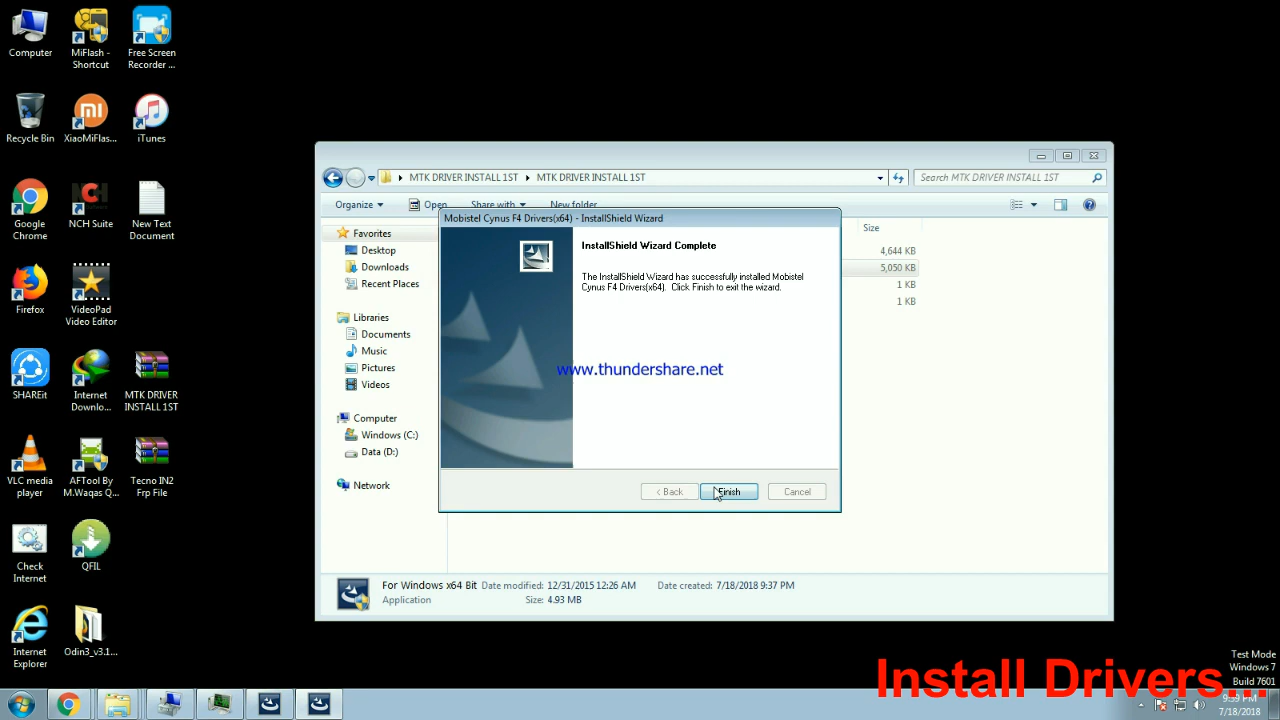 Computer
MiFlash -
Shortcut
Free Screen
Recorder ...
Recycle Bin
XiaoMiFlas...
iTunes
Google
Chrome
NCH Suite
New Text
Document
Firefox
VideoPad
Video Editor
SHAREit
Internet
Downlo...
MTK DRIVER
INSTALL 1ST
VLC media
player
AFTool By
M.Waqas Q...
Tecno IN2
Frp File
Check
Internet
QFIL
Internet
Explorer
Odin3_v3.1...
MTK DRIVER INSTALL 1ST
MTK DRIVER INSTALL 1ST
Search MTK DRIVER INSTALL 1ST
Organize
Open
Share with
New folder
Favorites
Desktop
Downloads
Recent Places
Libraries
Documents
Music
Pictures
Videos
Computer
Windows (C:)
Data (D:)
Network
Size
4,644 KB
5,050 KB
1 KB
1 KB
Mobistel Cynus F4 Drivers(x64) - InstallShield Wizard
InstallShield Wizard Complete
The InstallShield Wizard has successfully installed Mobistel
Cynus F4 Drivers(x64). Click Finish to exit the wizard.
www.thundershare.net
< Back
Finish
Cancel
For Windows x64 Bit
Date modified: 12/31/2015 12:26 AM
Date created: 7/18/2018 9:37 PM
Application
Size: 4.93 MB
Test Mode
Windows 7
Build 7601
Install Drivers...
9:39 PM
7/18/2018